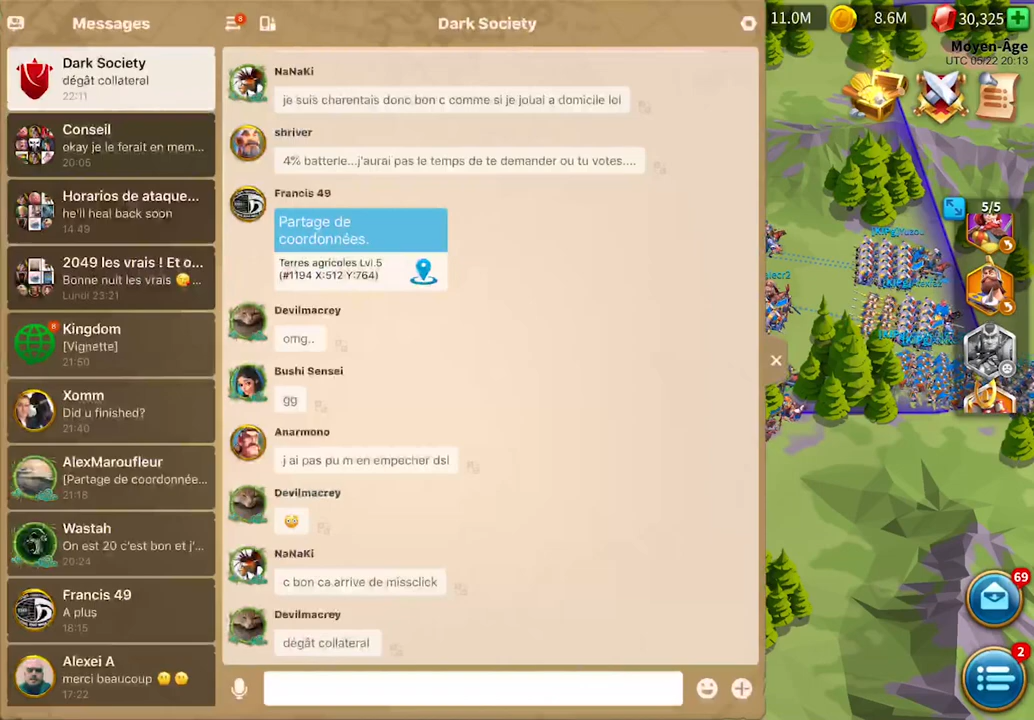 Messages
8
Dark Society
11.0M
8.6M
30,325
Moyen-Âge
UTC 05/22 20:13
Dark Society
dégât collateral
22:11
Conseil
okay je le ferait en mem...
20:05
Horarios de ataque...
he'll heal back soon
14:49
2049 les vrais ! Et o...
Bonne nuit les vrais 😘...
Lundi 23:21
8
Kingdom
[Vignette]
21:50
Xomm
Did u finished?
21:40
AlexMaroufleur
[Partage de coordonnée...
21:18
Wastah
On est 20 c'est bon et j'...
20:24
Francis 49
A plus
18:15
Alexei A
merci beaucoup 🤭 🤭
17:22
NaNaKi
je suis charentais donc bon c comme si je jouai a domicile lol
shriver
4% batterie...j'aurai pas le temps de te demander ou tu votes....
Francis 49
Partage de
coordonnées.
Terres agricoles Lvl.5
(#1194 X:512 Y:764)
Devilmacrey
omg..
Bushi Sensei
gg
Anarmono
j ai pas pu m en empecher dsl
Devilmacrey
😳
NaNaKi
c bon ca arrive de missclick
Devilmacrey
dégât collateral
5/5
69
2